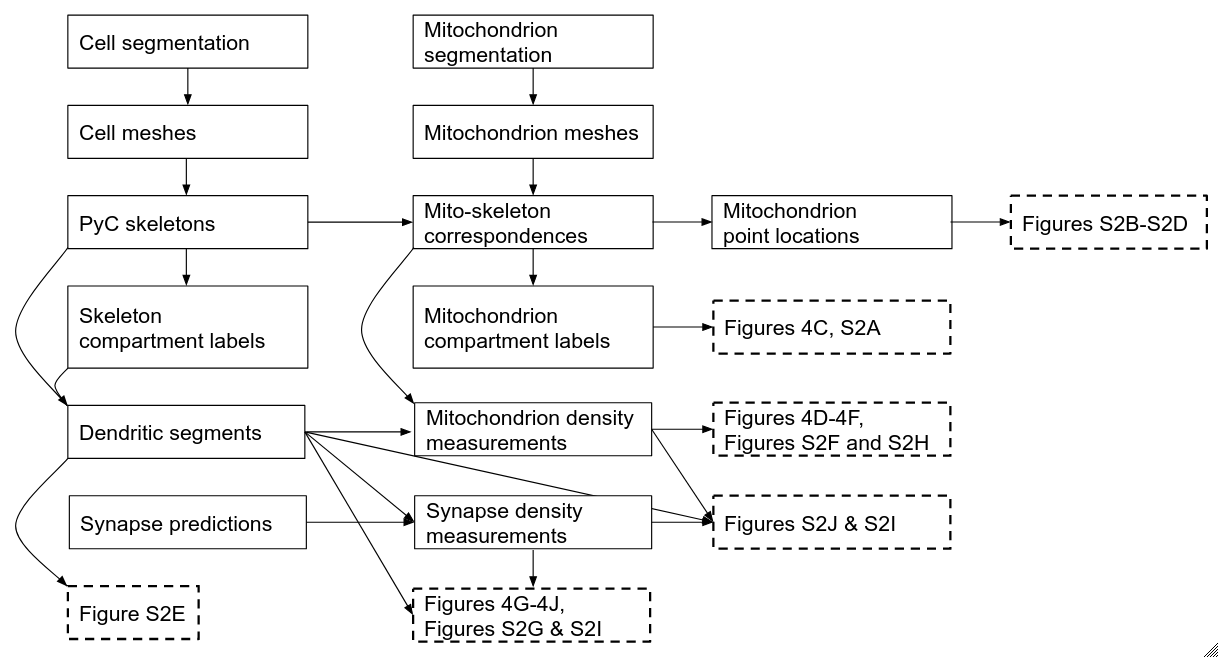 Cell segmentation
Mitochondrion
segmentation
Cell meshes
Mitochondrion meshes
PyC skeletons
Mito-skeleton
correspondences
Mitochondrion
point locations
Figures S2B-S2D
Skeleton
compartment labels
Mitochondrion
compartment labels
Figures 4C, S2A
Dendritic segments
Mitochondrion density
measurements
Figures 4D-4F,
Figures S2F and S2H
Synapse predictions
Synapse density
measurements
Figures S2J & S2I
Figure S2E
Figures 4G-4J,
Figures S2G & S2I